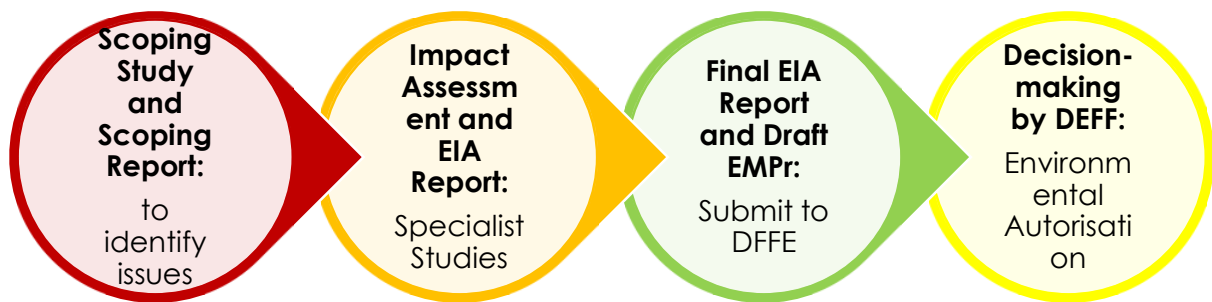 Scoping
Study
and
Scoping
Report:
to
identify
issues
Impact
Assessm
ent and
EIA
Report:
Specialist
Studies
Final EIA
Report
and Draft
EMPr:
Submit to
DFFE
Decision-
making
by DEFF:
Environm
ental
Autorisati
on